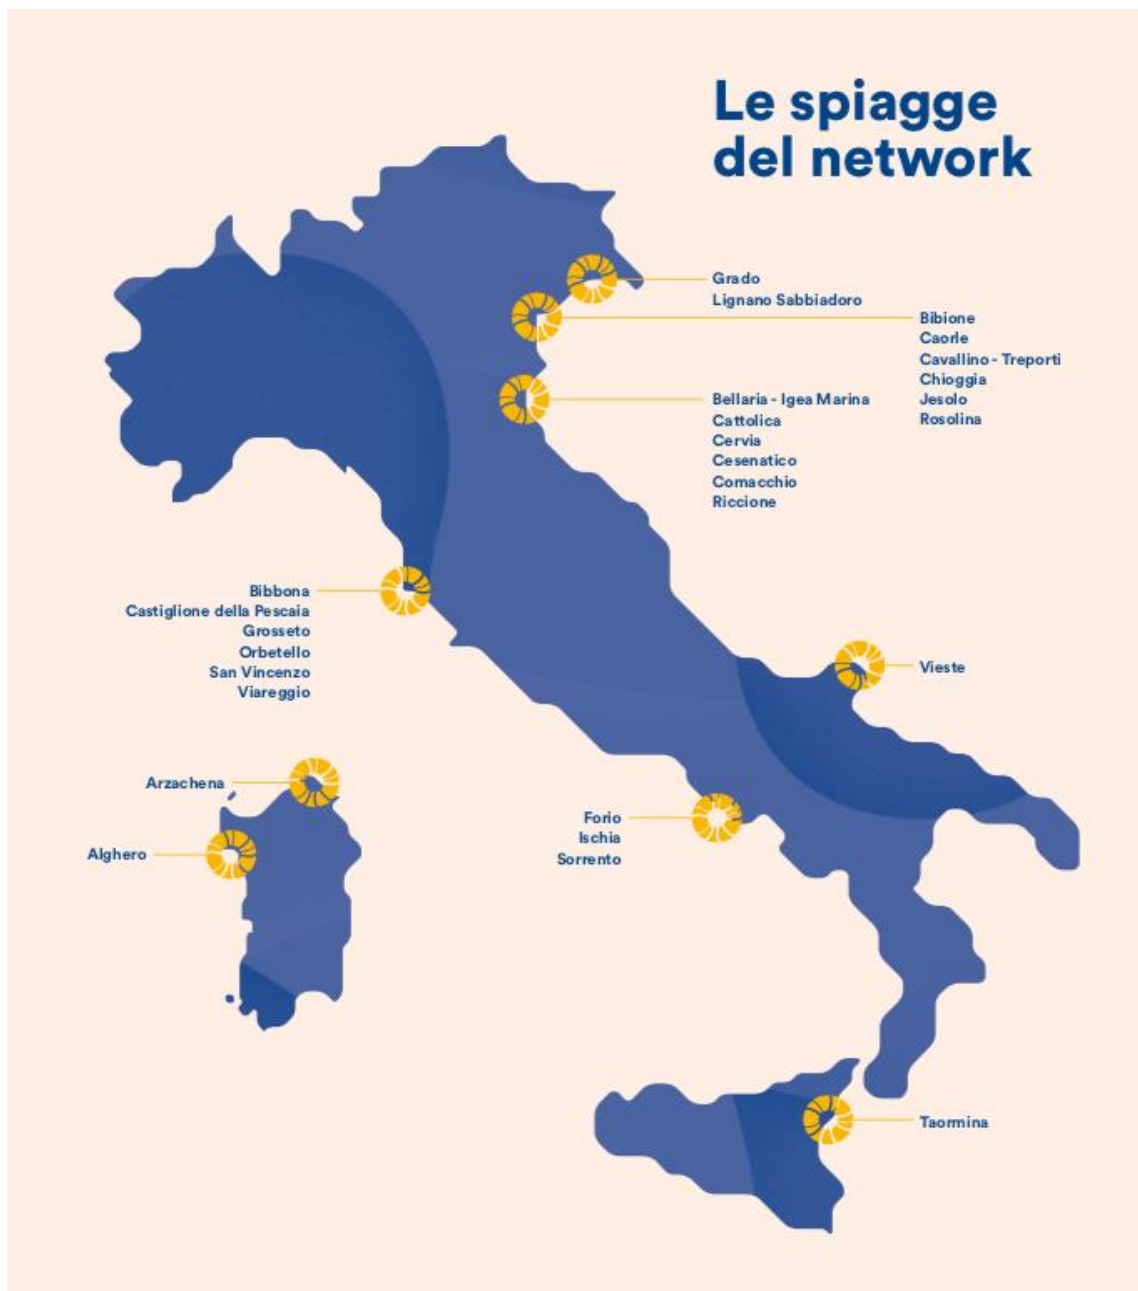 Le spiagge
del network
Grado
Lignano Sabbiadoro
Bibione
Caorle
Cavallino - Treporti
Chioggia
Jesolo
Rosolina
Bellaria - Igea Marina
Cattolica
Cervia
Cesenatico
Comacchio
Riccione
Bibbona
Castiglione della Pescaia
Grosseto
Orbetello
San Vincenzo
Viareggio
Vieste
Arzachena
Alghero
Forio
Ischia
Sorrento
Taormina